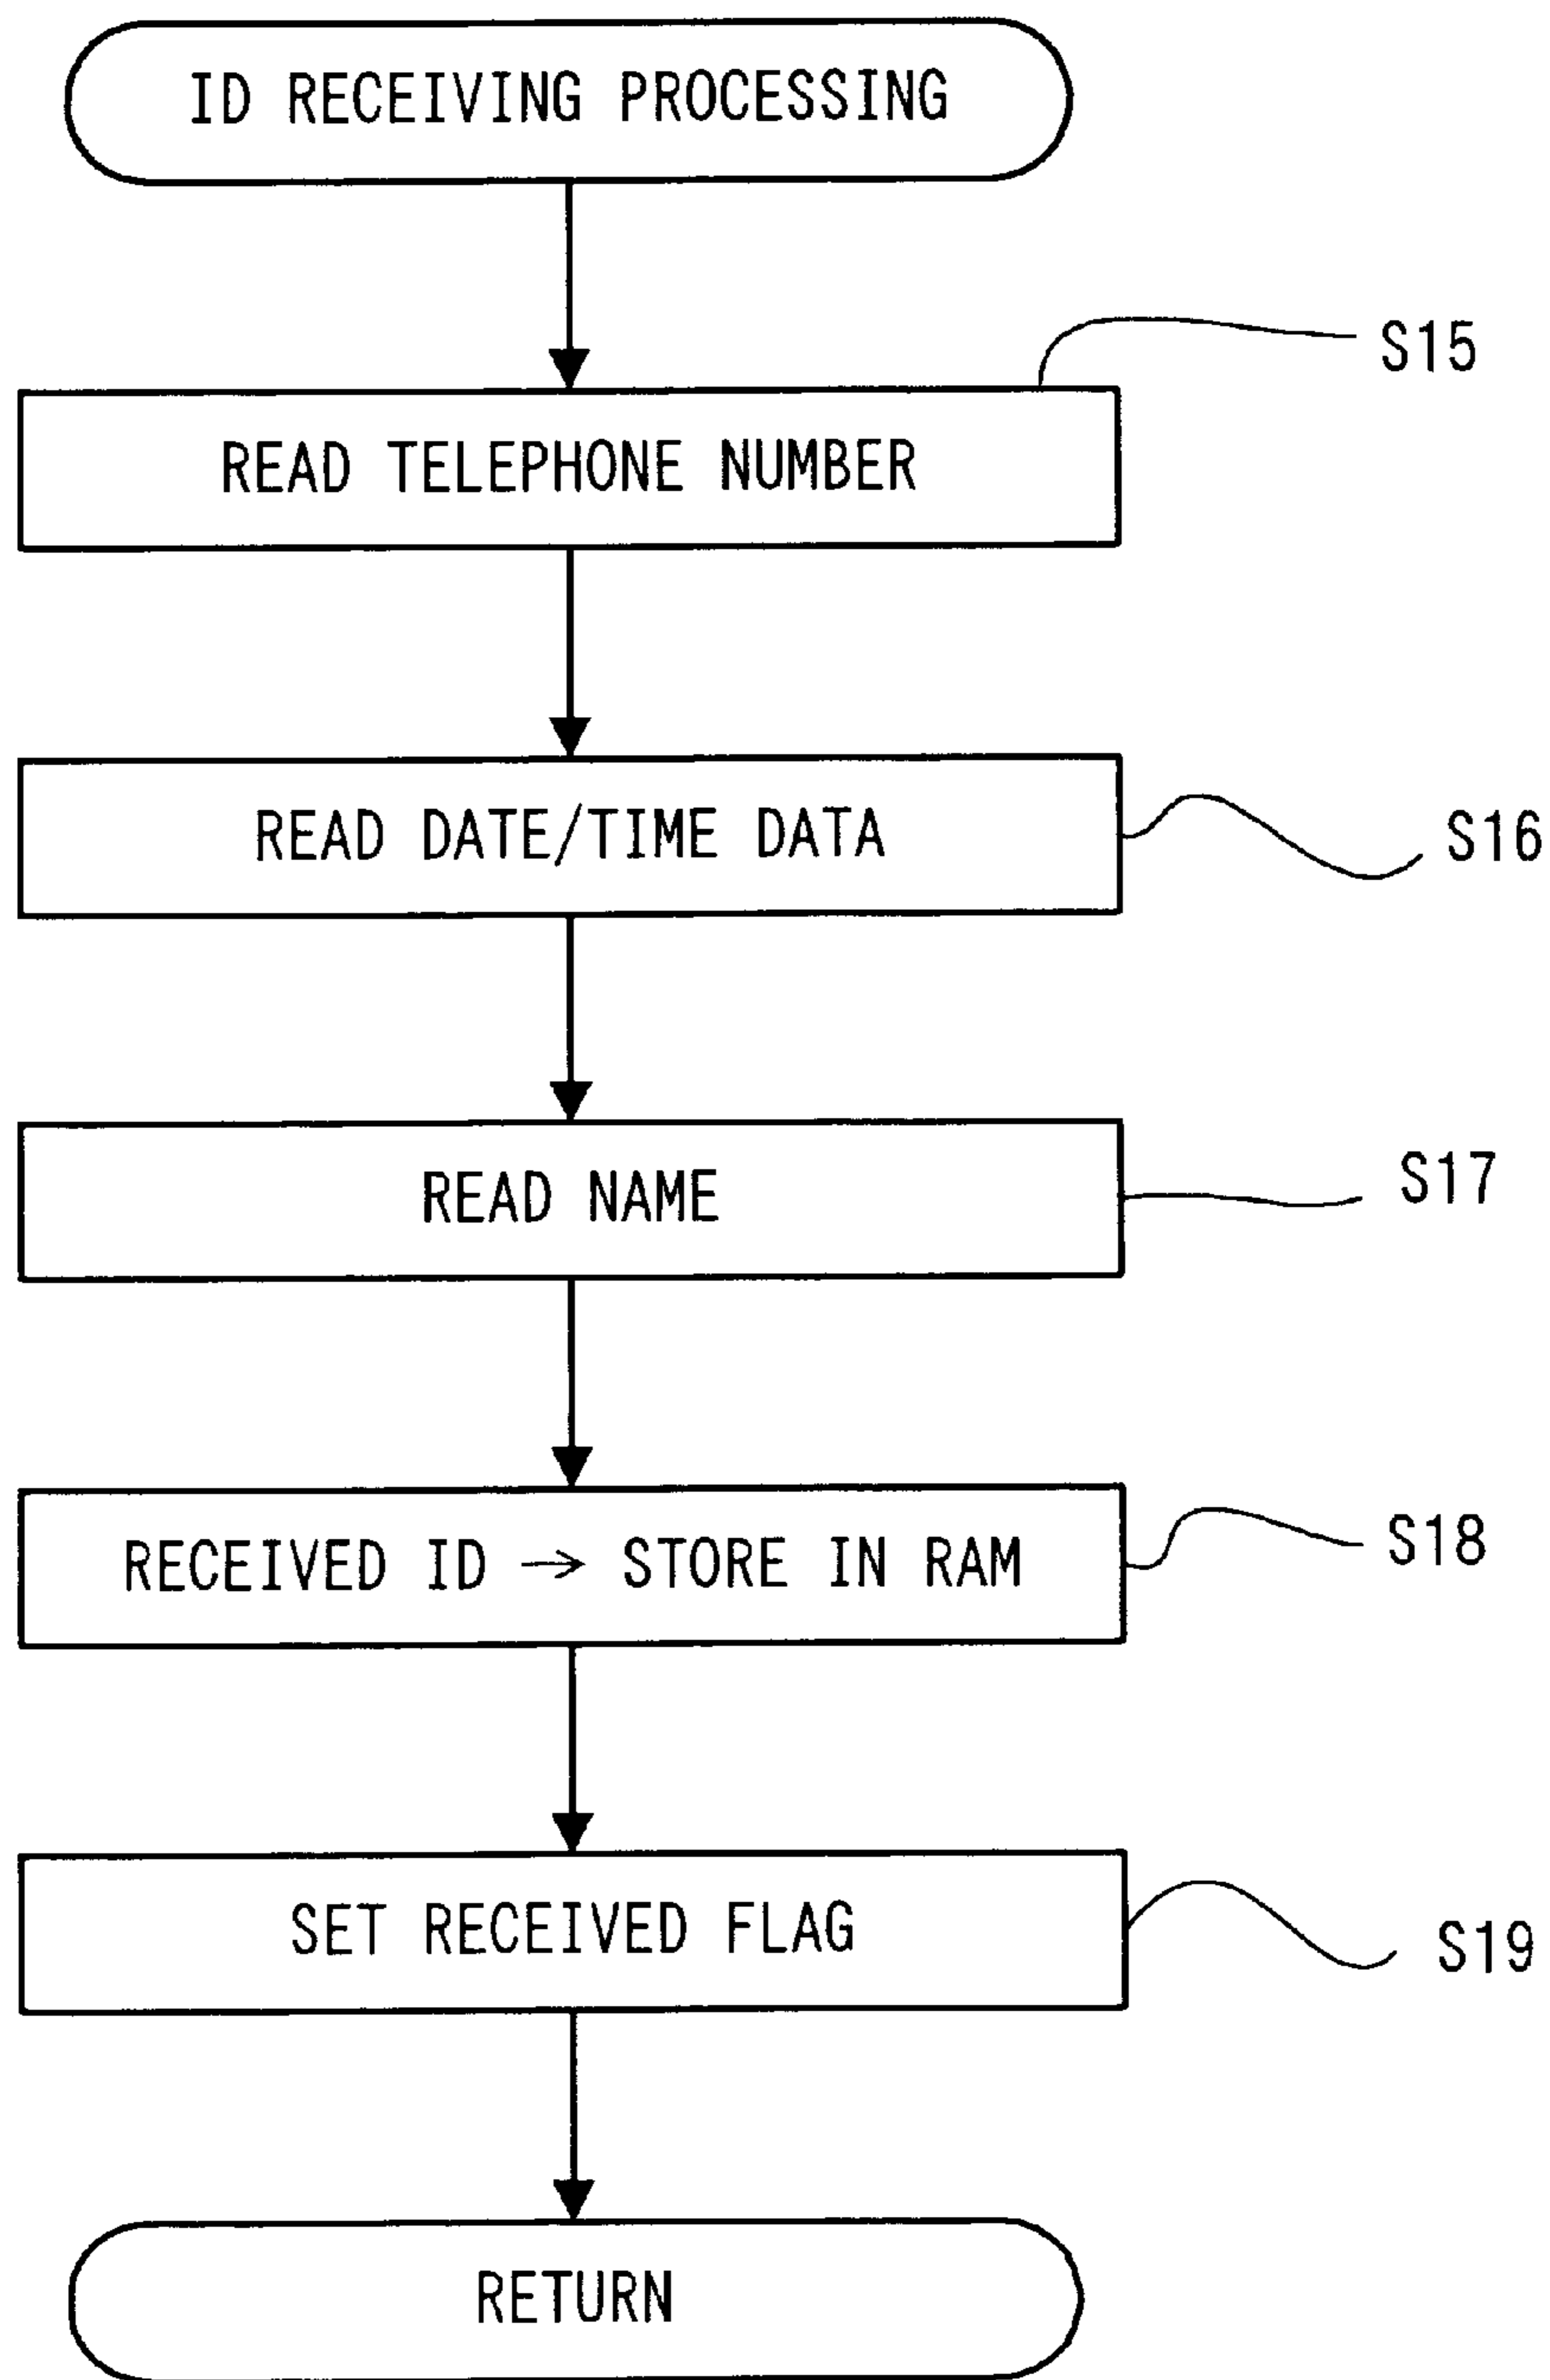 ID RECEIVING PROCESSING
S15
READ TELEPHONE NUMBER
READ DATE/TIME DATA
S16
READ NAME
S17
RECEIVED ID → STORE IN RAM
S18
SET RECEIVED FLAG
S19
RETURN